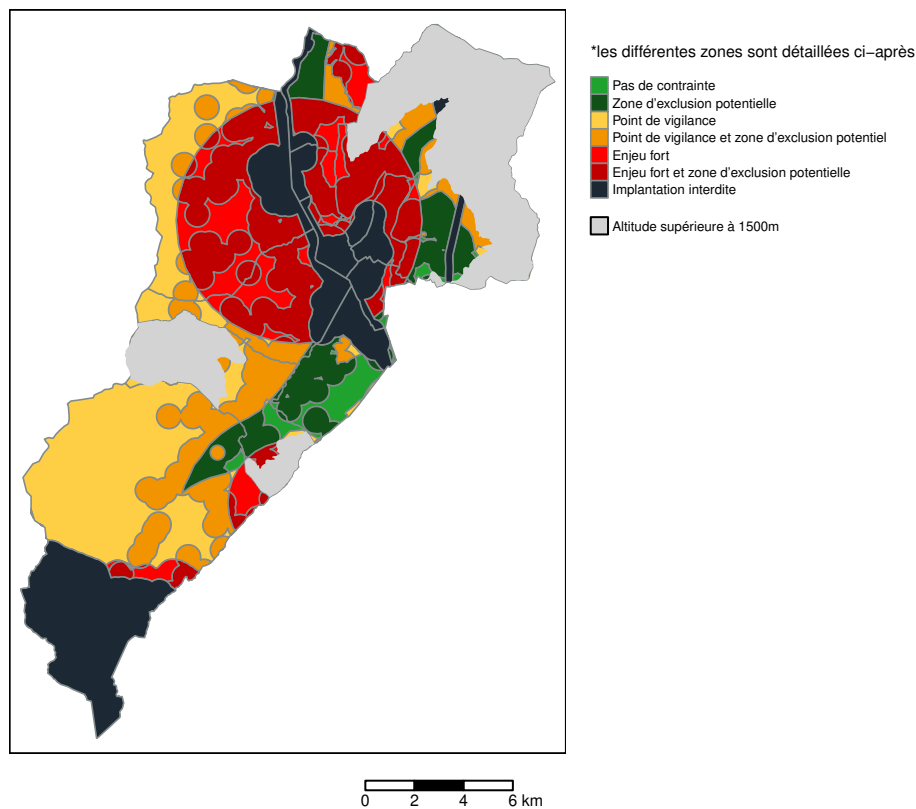 *les différentes zones sont détaillées ci−après
Pas de contrainte
Zone d'exclusion potentielle
Point de vigilance
Point de vigilance et zone d'exclusion potentiel
Enjeu fort
Enjeu fort et zone d'exclusion potentielle
Implantation interdite
Altitude supérieure à 1500m
0 2 4 6 km